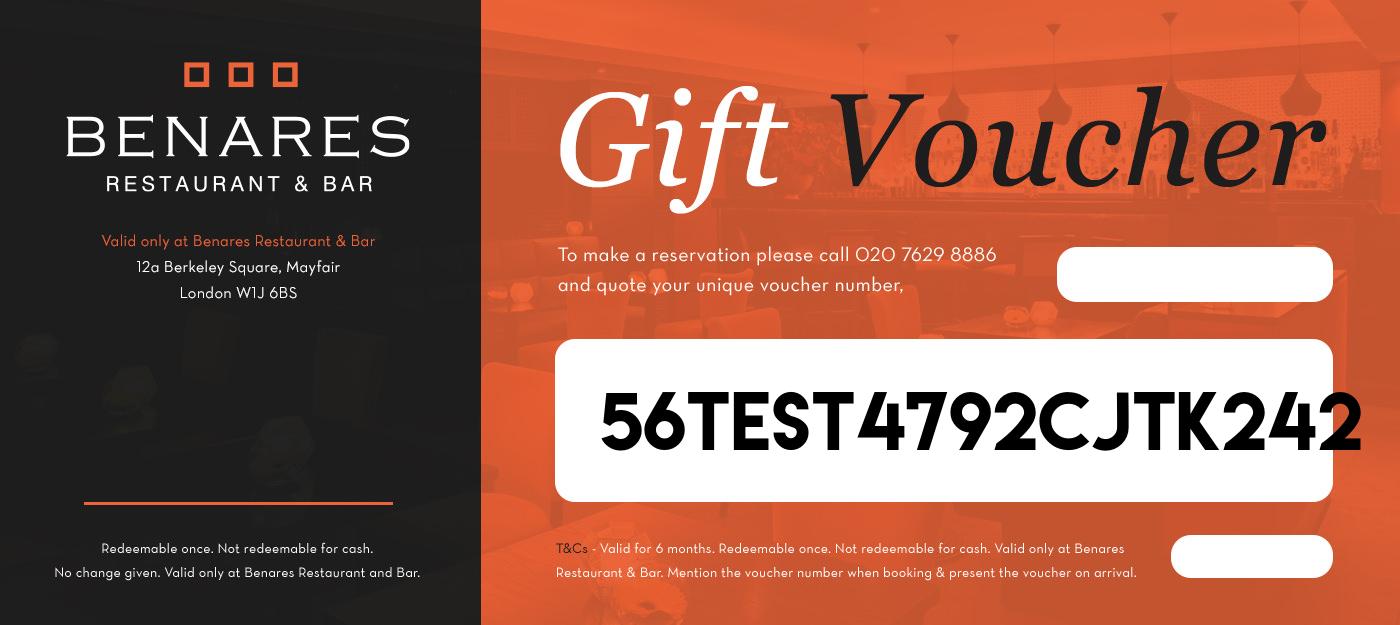 BENARES
RESTAURANT & BAR
Valid only at Benares Restaurant & Bar
12a Berkeley Square, Mayfair
London W1J 6BS
Redeemable once. Not redeemable for cash.
No change given. Valid only at Benares Restaurant and Bar.
Gift Voucher
To make a reservation please call 020 7629 8886
and quote your unique voucher number,
56TEST4792CJTK242
T&Cs - Valid for 6 months. Redeemable once. Not redeemable for cash. Valid only at Benares
Restaurant & Bar. Mention the voucher number when booking & present the voucher on arrival.